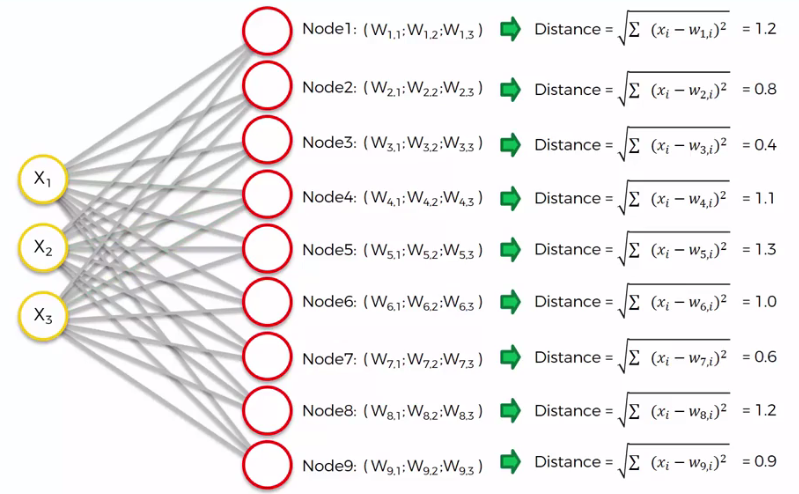 Node1: (W1,1;W1,2;W1,3) Distance = √Σ (xi − w1,i)² = 1.2
Node2: (W2,1;W2,2;W2,3) Distance = √Σ (xi − w2,i)² = 0.8
Node3: (W3,1;W3,2;W3,3) Distance = √Σ (xi − w3,i)² = 0.4
X1
Node4: (W4,1;W4,2;W4,3) Distance = √Σ (xi − w4,i)² = 1.1
X2
Node5: (W5,1;W5,2;W5,3) Distance = √Σ (xi − w5,i)² = 1.3
Node6: (W6,1;W6,2;W6,3) Distance = √Σ (xi − w6,i)² = 1.0
X3
Node7: (W7,1;W7,2;W7,3) Distance = √Σ (xi − w7,i)² = 0.6
Node8: (W8,1;W8,2;W8,3) Distance = √Σ (xi − w8,i)² = 1.2
Node9: (W9,1;W9,2;W9,3) Distance = √Σ (xi − w9,i)² = 0.9